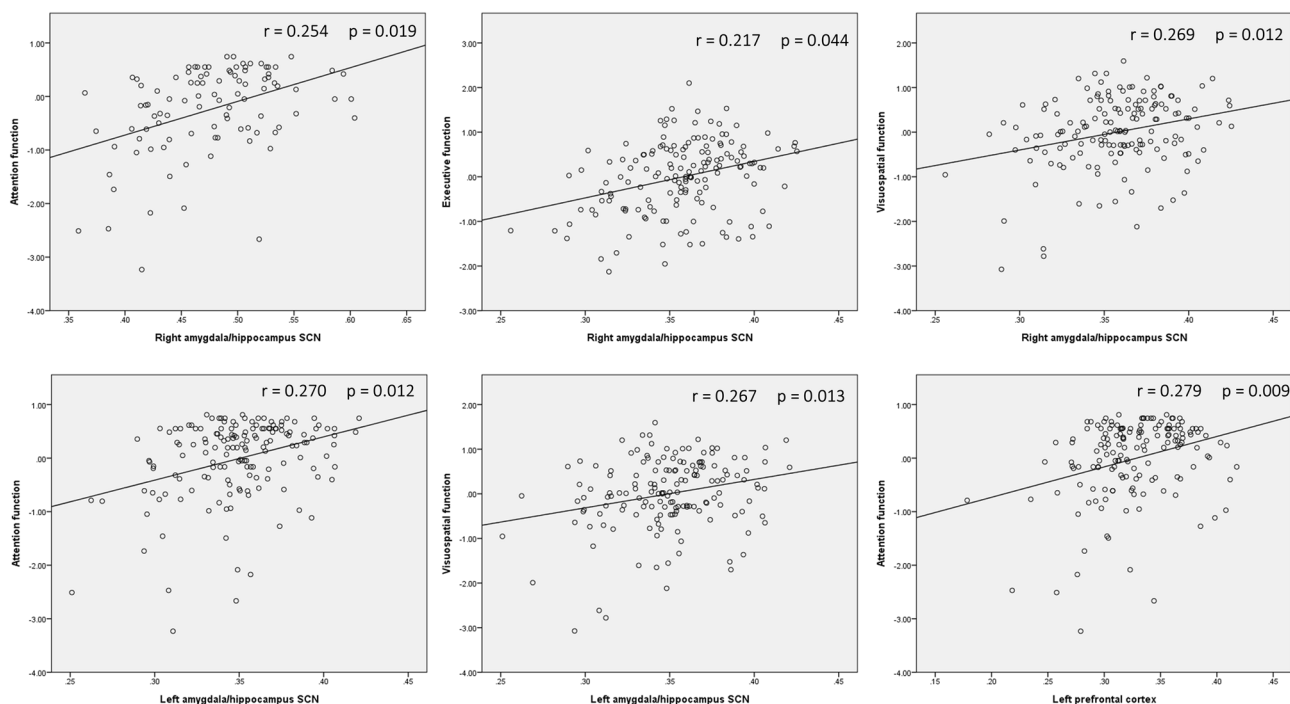 r = 0.254 p = 0.019
1.00
.00
-1.00
-2.00
-3.00
-4.00
Attention function
.35 .40 .45 .50 .55 .60 .65
Right amygdala/hippocampus SCN
r = 0.217 p = 0.044
3.00
2.00
1.00
.00
-1.00
-2.00
-3.00
Executive function
.25 .30 .35 .40 .45
Right amygdala/hippocampus SCN
r = 0.269 p = 0.012
2.00
1.00
.00
-1.00
-2.00
-3.00
-4.00
Visuospatial function
.25 .30 .35 .40 .45
Right amygdala/hippocampus SCN
r = 0.270 p = 0.012
1.00
.00
-1.00
-2.00
-3.00
-4.00
Attention function
.25 .30 .35 .40 .45
Left amygdala/hippocampus SCN
r = 0.267 p = 0.013
2.00
1.00
.00
-1.00
-2.00
-3.00
-4.00
Visuospatial function
.25 .30 .35 .40 .45
Left amygdala/hippocampus SCN
r = 0.279 p = 0.009
1.00
.00
-1.00
-2.00
-3.00
-4.00
Attention function
.15 .20 .25 .30 .35 .40 .45
Left prefrontal cortex